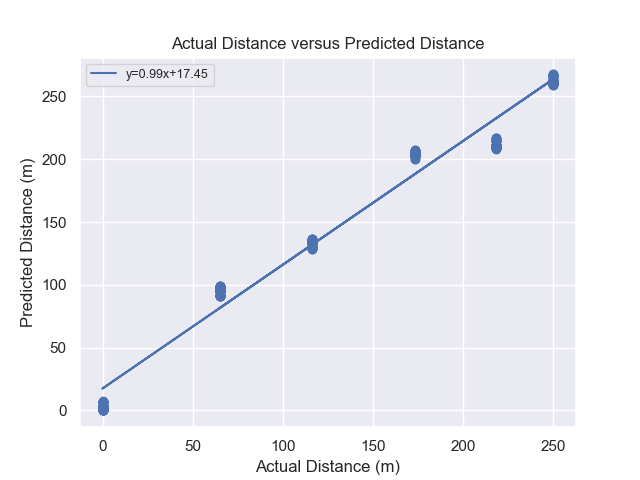 Actual Distance versus Predicted Distance
y=0.99x+17.45
Predicted Distance (m)
250
200
150
100
50
0
0 50 100 150 200 250
Actual Distance (m)